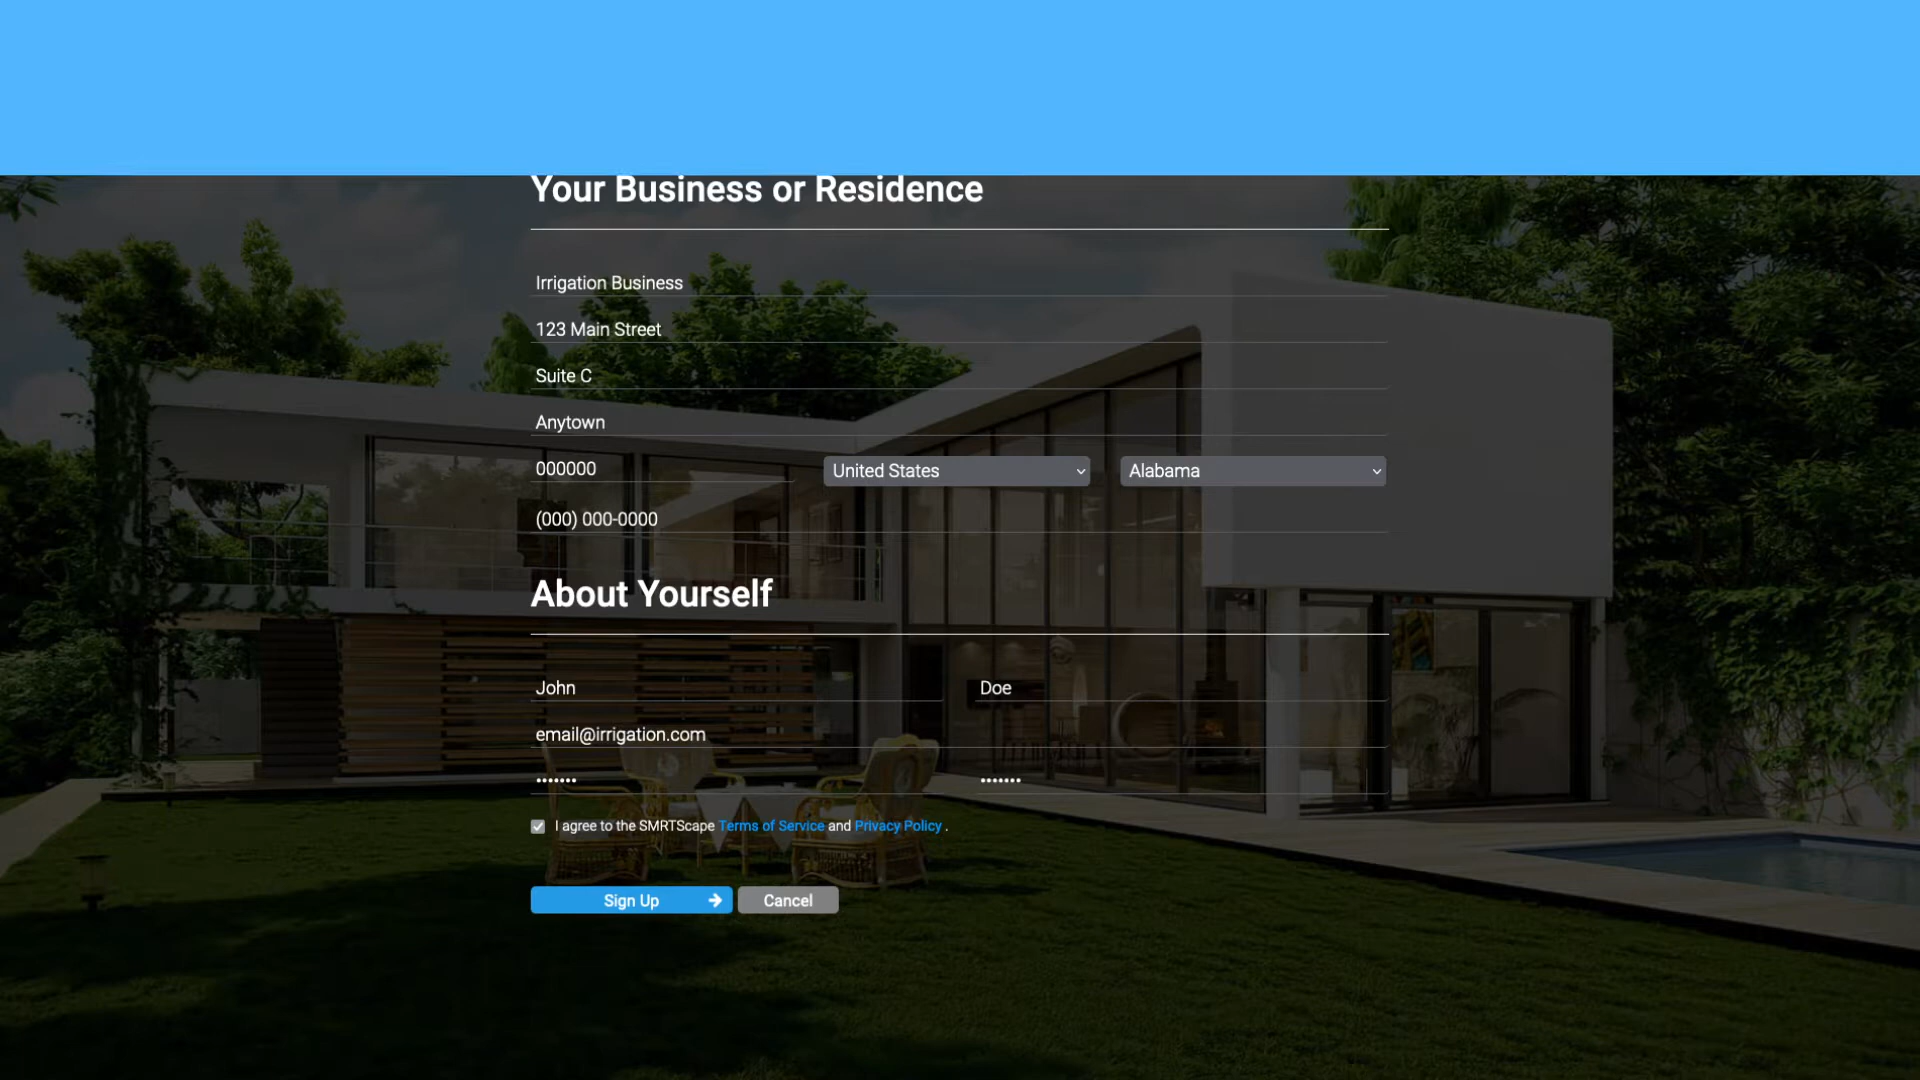 Your Business or Residence
Irrigation Business
123 Main Street
Suite C
Anytown
000000 United States Alabama
(000) 000-0000
About Yourself
John Doe
email@irrigation.com
••••••• •••••••
I agree to the SMRTScape Terms of Service and Privacy Policy .
Sign Up Cancel